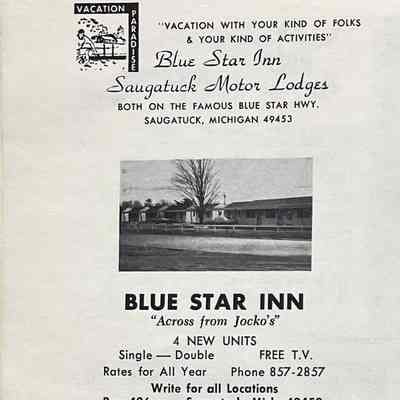 VACATION
PARADISE
"VACATION WITH YOUR KIND OF FOLKS
& YOUR KIND OF ACTIVITIES"
Blue Star Inn
Saugatuck Motor Lodges
BOTH ON THE FAMOUS BLUE STAR HWY.
SAUGATUCK, MICHIGAN 49453
BLUE STAR INN
"Across from Jocko's"
4 NEW UNITS
Single — Double FREE T.V.
Rates for All Year Phone 857-2857
Write for all Locations